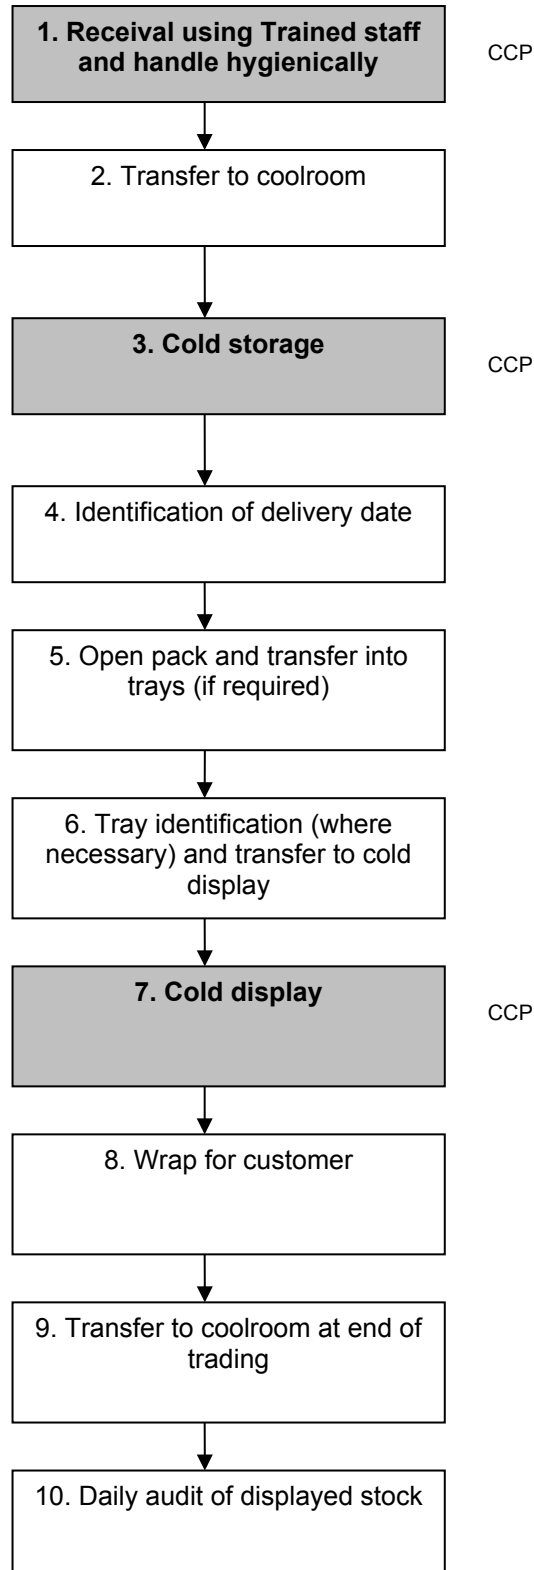 1. Receival using Trained staff
and handle hygienically
CCP
2. Transfer to coolroom
3. Cold storage
CCP
4. Identification of delivery date
5. Open pack and transfer into
trays (if required)
6. Tray identification (where
necessary) and transfer to cold
display
7. Cold display
CCP
8. Wrap for customer
9. Transfer to coolroom at end of
trading
10. Daily audit of displayed stock